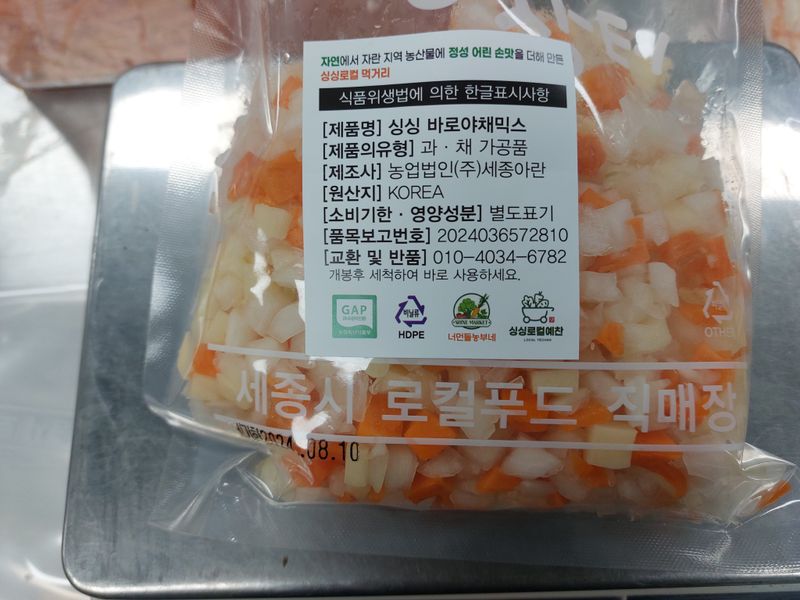 자연에서 자란 지역 농산물에 정성 어린 손맛을 더해 만든
싱싱로컬 먹거리
식품위생법에 의한 한글표시사항
[제품명] 싱싱 바로야채믹스
[제품의유형] 과 · 채 가공품
[제조사] 농업법인(주)세종아란
[원산지] KOREA
[소비기한 · 영양성분] 별도표기
[품목보고번호] 2024036572810
[교환 및 반품] 010-4034-6782
개봉후 세척하여 바로 사용하세요.
GAP
비닐류
HDPE
SHINE MARKET
너먼들농부네
싱싱로컬예찬
OTHER
세종시 로컬푸드 직매장
2024.08.10